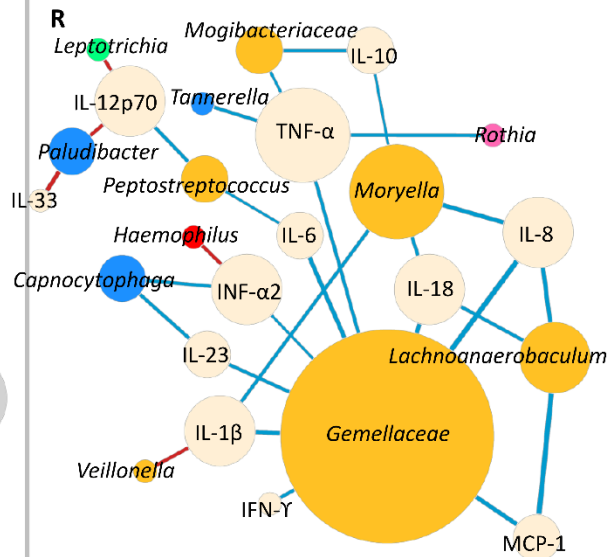 R
Leptotrichia
Mogibacteriaceae
IL-10
IL-12p70
Tannerella
TNF-α
Rothia
Paludibacter
Peptostreptococcus
Moryella
IL-33
Haemophilus
IL-6
IL-8
Capnocytophaga
INF-α2
IL-18
IL-23
Lachnoanaerobaculum
IL-1β
Gemellaceae
Veillonella
IFN-ϒ
MCP-1